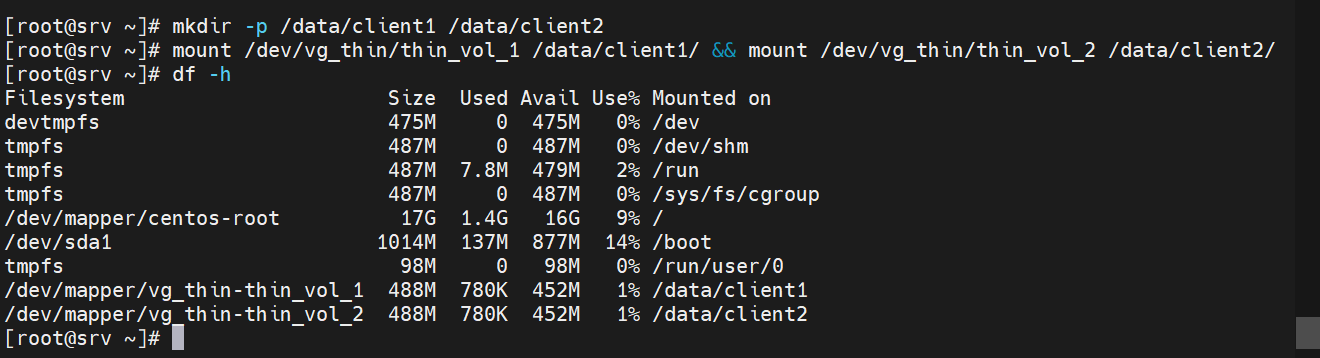 [root@srv ~]# mkdir -p /data/client1 /data/client2
[root@srv ~]# mount /dev/vg_thin/thin_vol_1 /data/client1/ && mount /dev/vg_thin/thin_vol_2 /data/client2/
[root@srv ~]# df -h
Filesystem                      Size  Used Avail Use% Mounted on
devtmpfs                        475M     0  475M   0% /dev
tmpfs                           487M     0  487M   0% /dev/shm
tmpfs                           487M  7.8M  479M   2% /run
tmpfs                           487M     0  487M   0% /sys/fs/cgroup
/dev/mapper/centos-root          17G  1.4G   16G   9% /
/dev/sda1                      1014M  137M  877M  14% /boot
tmpfs                            98M     0   98M   0% /run/user/0
/dev/mapper/vg_thin-thin_vol_1  488M  780K  452M   1% /data/client1
/dev/mapper/vg_thin-thin_vol_2  488M  780K  452M   1% /data/client2
[root@srv ~]#